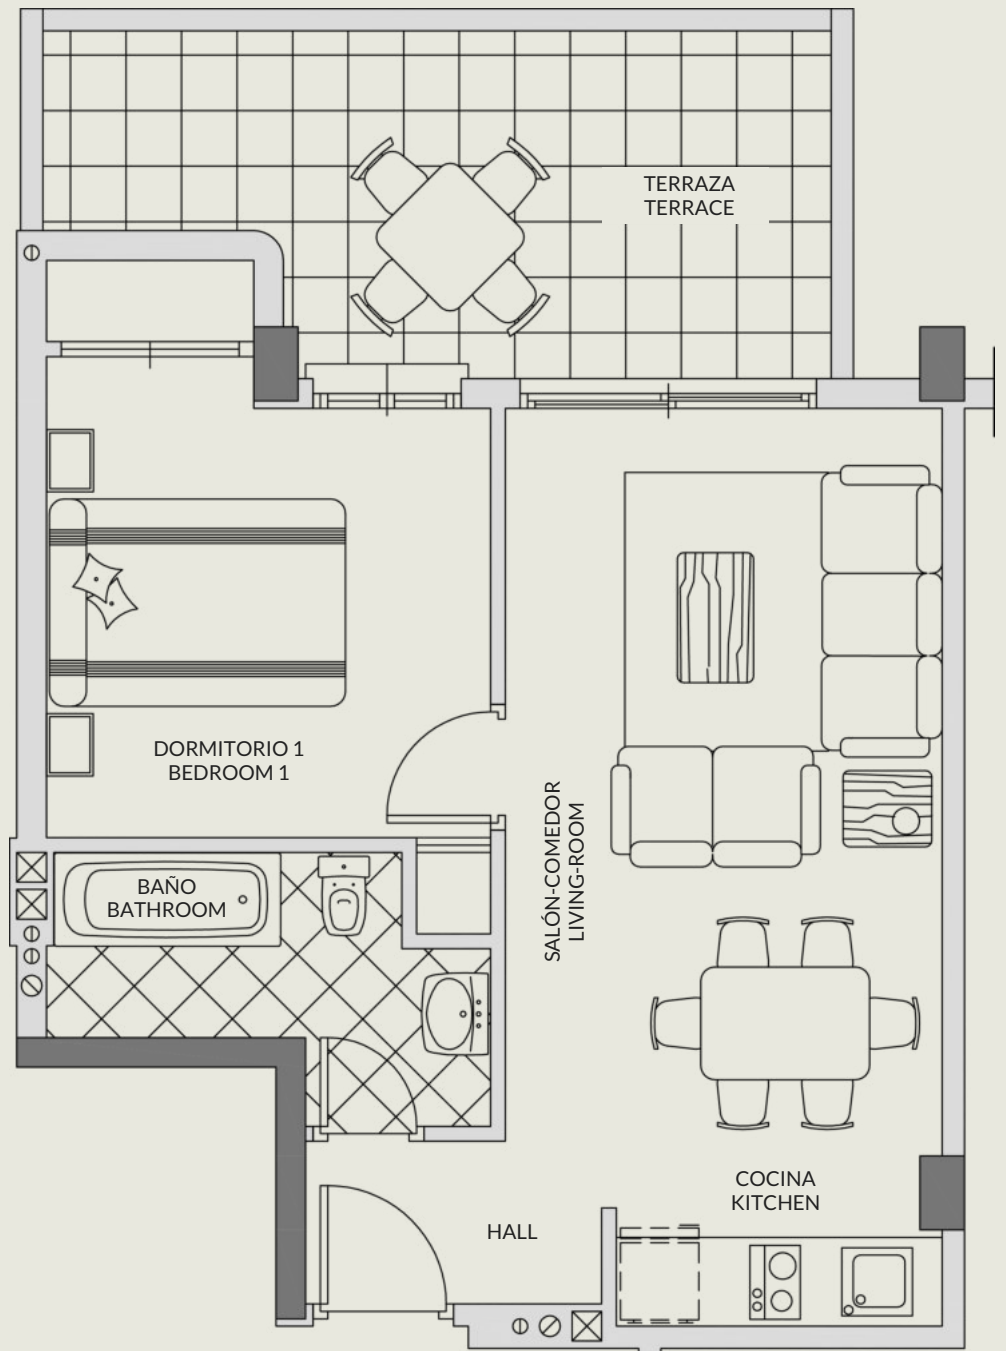 TERRAZA
TERRACE
DORMITORIO 1
BEDROOM 1
SALÓN-COMEDOR
LIVING-ROOM
BAÑO
BATHROOM
COCINA
KITCHEN
HALL